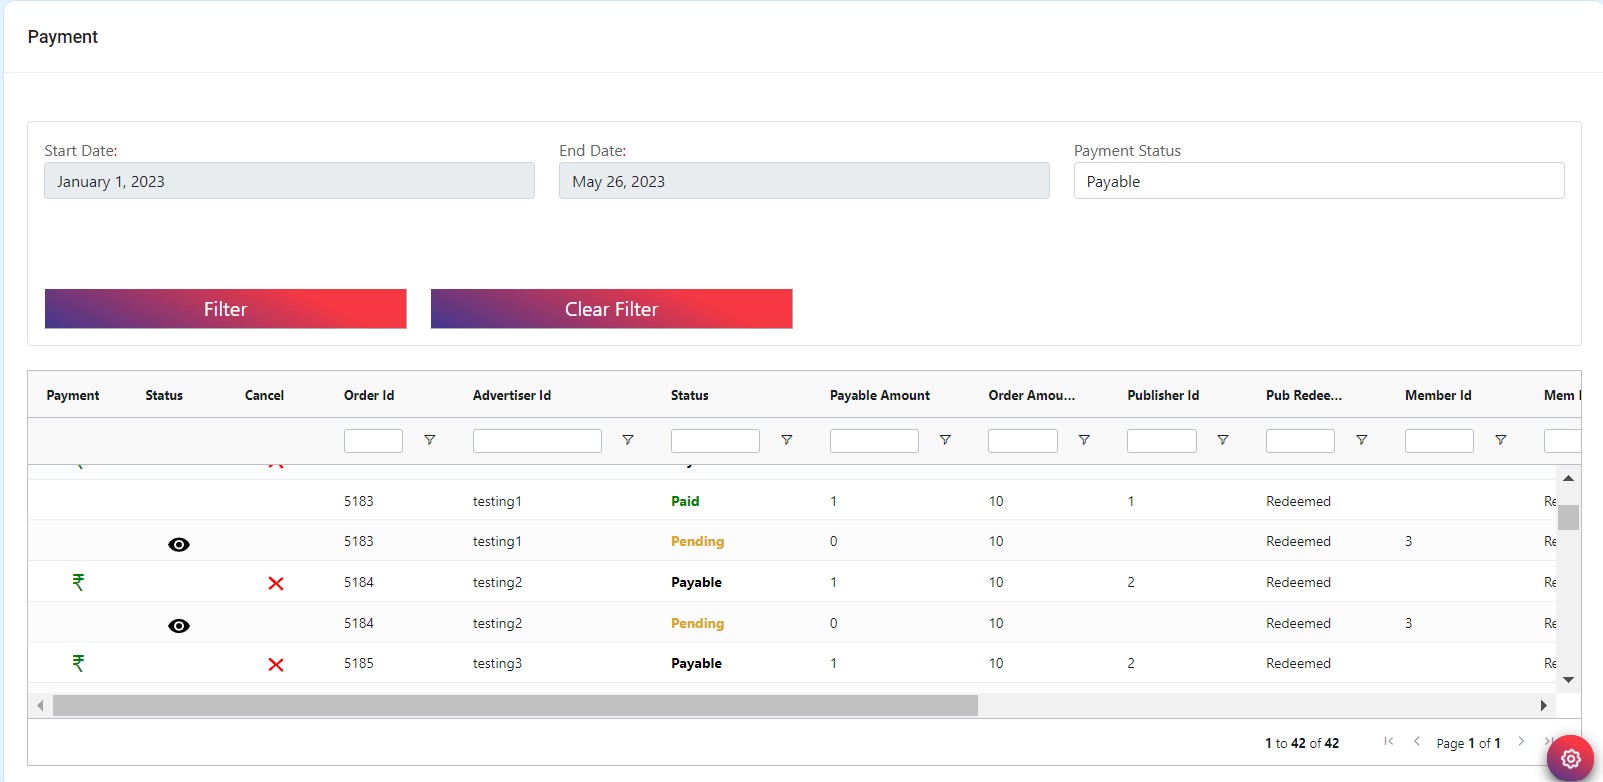 Payment
Start Date: End Date: Payment Status
January 1, 2023 May 26, 2023 Payable
Filter Clear Filter
Payment Status Cancel Order Id Advertiser Id Status Payable Amount Order Amou... Publisher Id Pub Redee... Member Id Mem
5183 testing1 Paid 1 10 1 Redeemed Re
5183 testing1 Pending 0 10 Redeemed 3 Re
₹ 5184 testing2 Payable 1 10 2 Redeemed Re
5184 testing2 Pending 0 10 Redeemed 3 Re
₹ 5185 testing3 Payable 1 10 2 Redeemed Re
1 to 42 of 42 Page 1 of 1